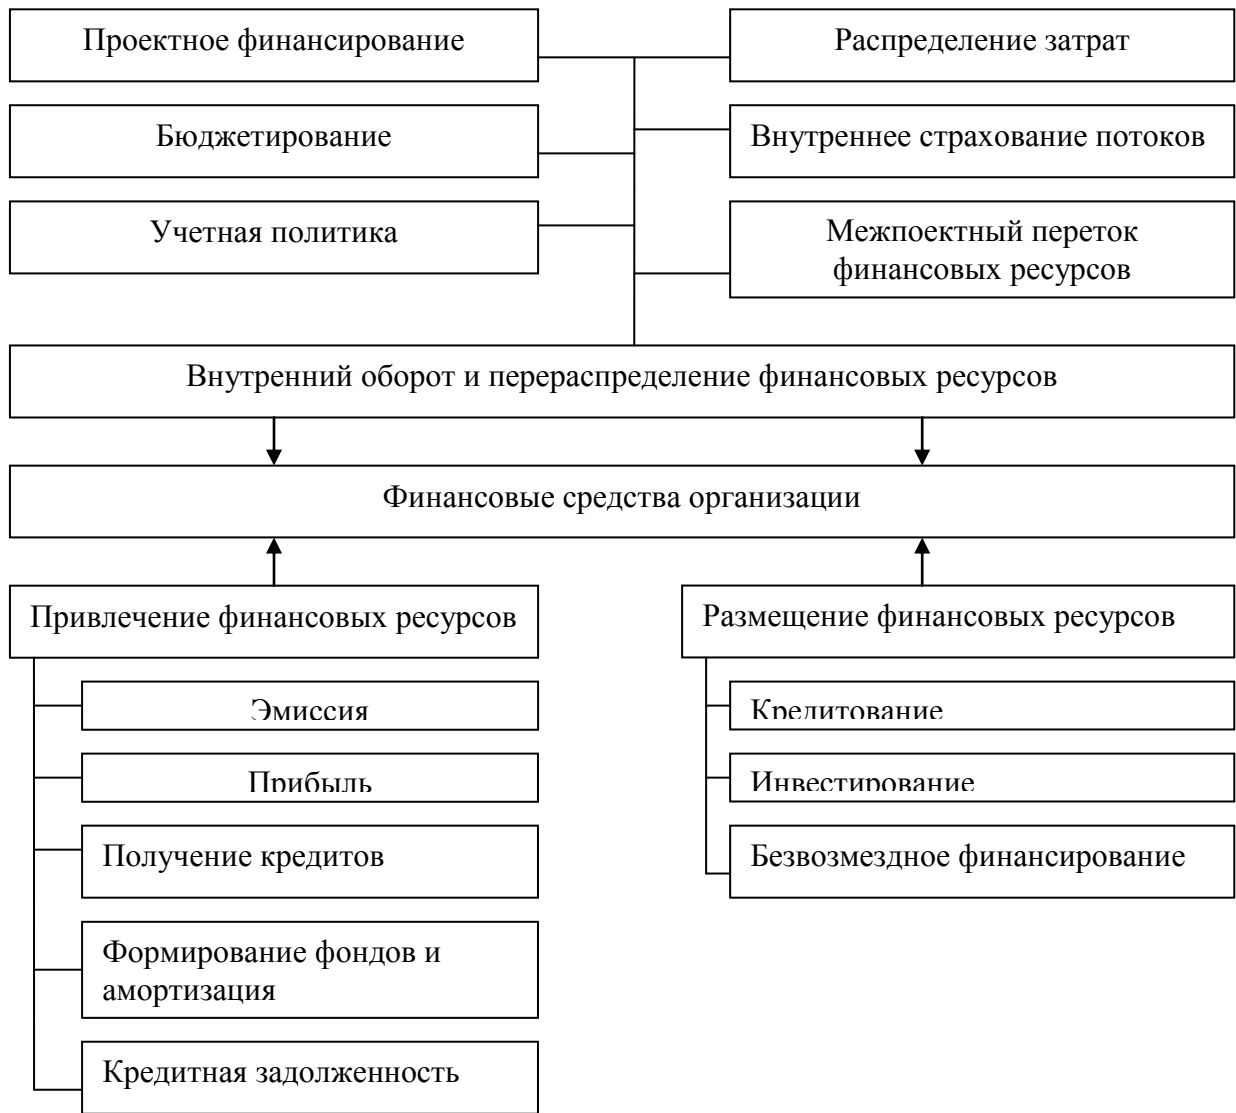 Проектное финансирование
Распределение затрат
Бюджетирование
Внутреннее страхование потоков
Учетная политика
Межпоектный переток
финансовых ресурсов
Внутренний оборот и перераспределение финансовых ресурсов
Финансовые средства организации
Привлечение финансовых ресурсов
Размещение финансовых ресурсов
Эмиссия
Кредитование
Прибыль
Инвестирование
Получение кредитов
Безвозмездное финансирование
Формирование фондов и
амортизация
Кредитная задолженность